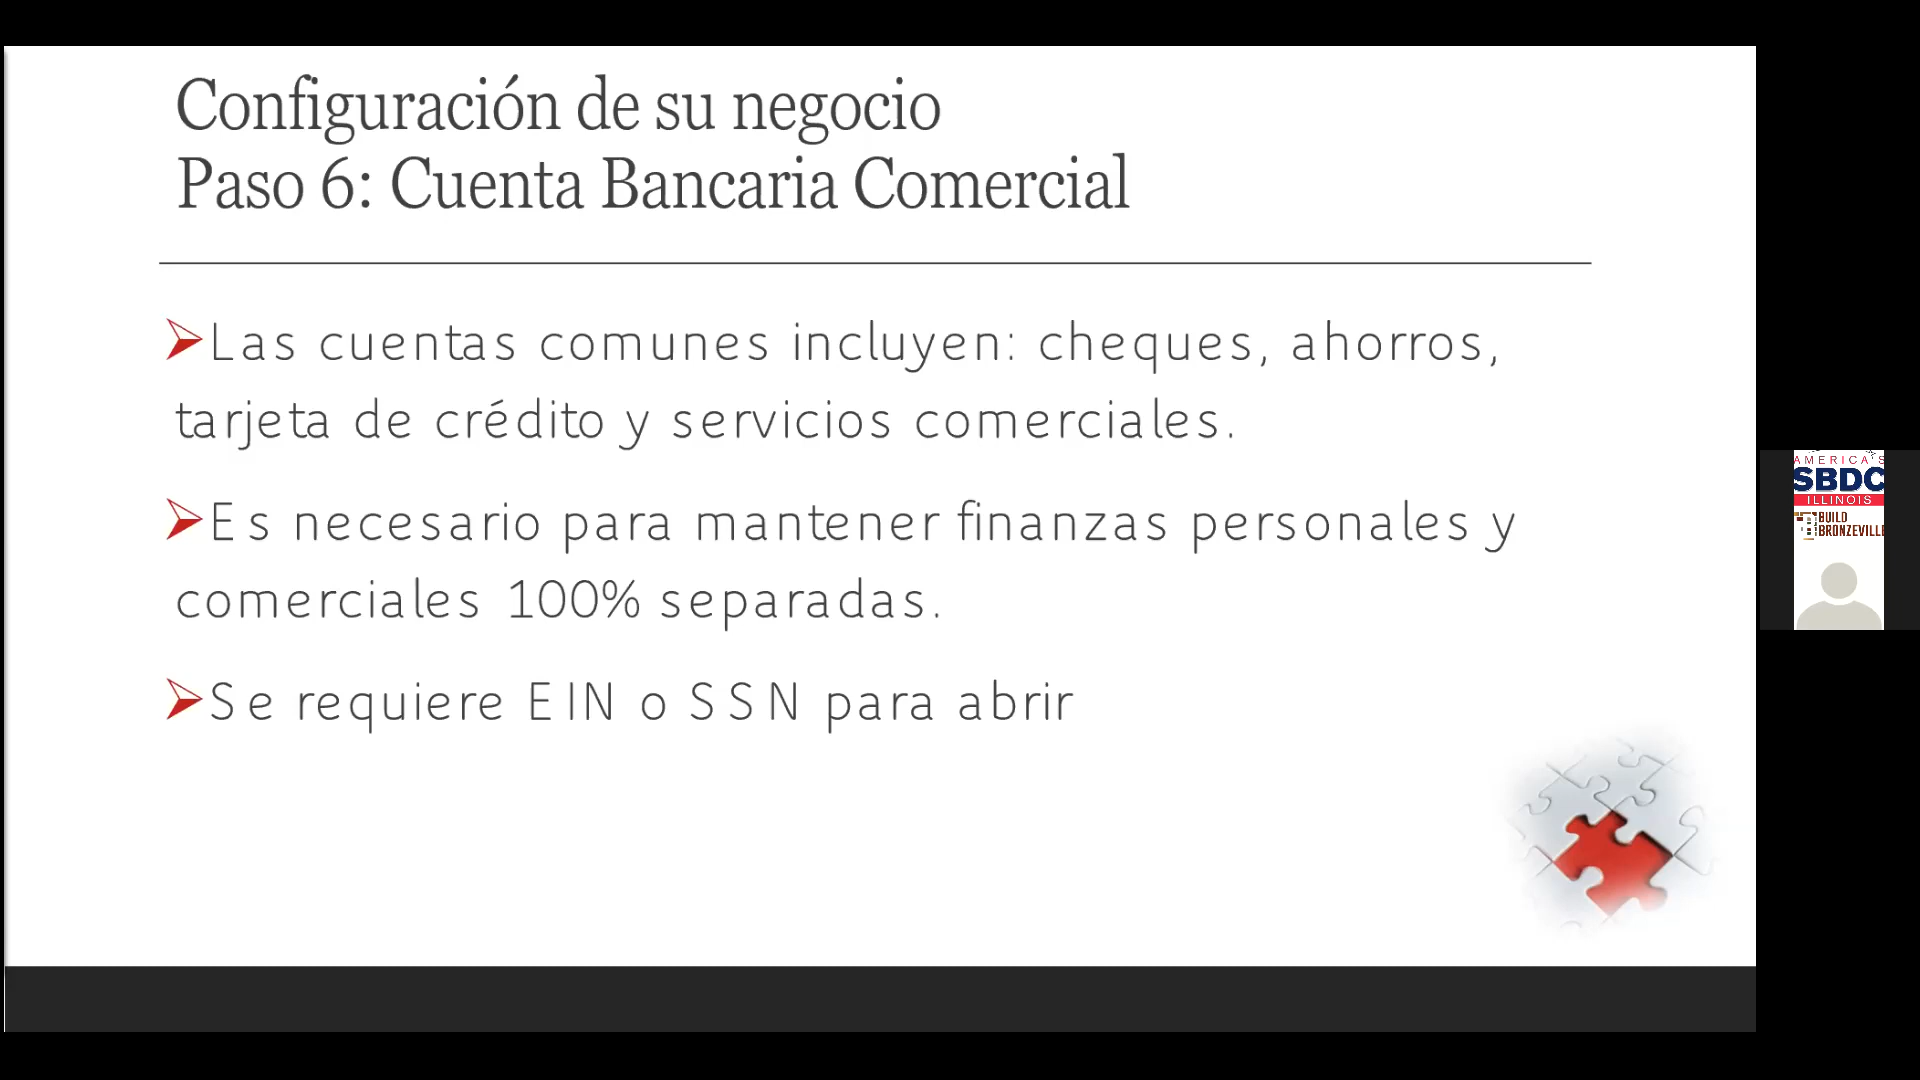 Configuración de su negocio
Paso 6: Cuenta Bancaria Comercial
Las cuentas comunes incluyen: cheques, ahorros,
tarjeta de crédito y servicios comerciales.
Es necesario para mantener finanzas personales y
comerciales 100% separadas.
Se requiere EIN o SSN para abrir
AMERICA'S
SBDC
ILLINOIS
BUILD
BRONZEVILLE